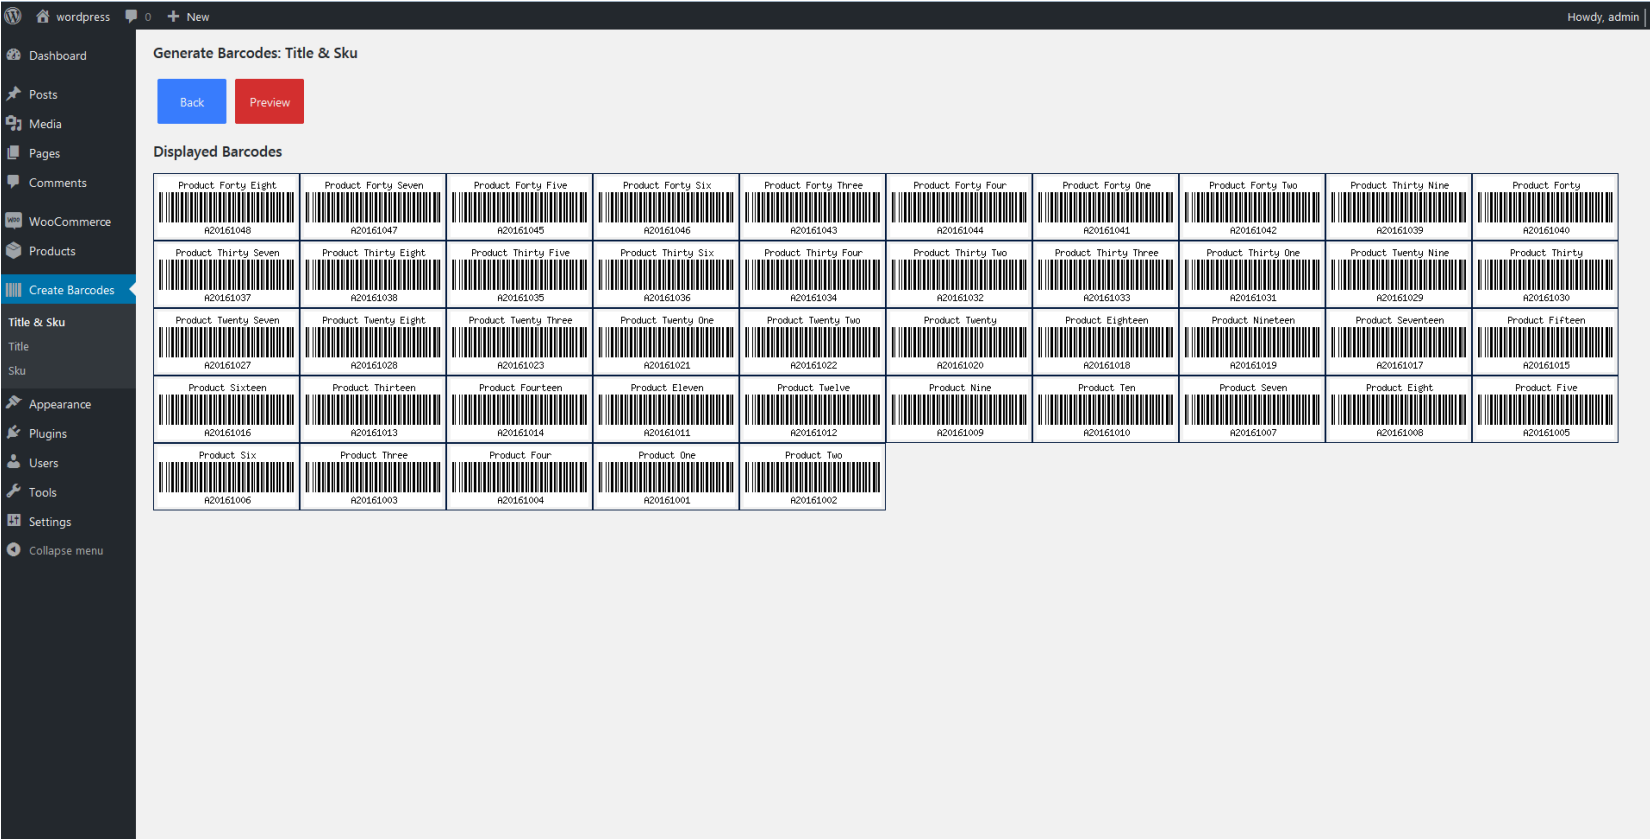 wordpress 0 New Howdy, admin
Dashboard
Posts
Media
Pages
Comments
WooCommerce
Products
Create Barcodes
Title & Sku
Title
Sku
Appearance
Plugins
Users
Tools
Settings
Collapse menu
Generate Barcodes: Title & Sku
Back Preview
Displayed Barcodes
Product Forty Eight Product Forty Seven Product Forty Five Product Forty Six Product Forty Three Product Forty Four Product Forty One Product Forty Two Product Thirty Nine Product Forty
A20161048 A20161047 A20161045 A20161046 A20161043 A20161044 A20161041 A20161042 A20161039 A20161040
Product Thirty Seven Product Thirty Eight Product Thirty Five Product Thirty Six Product Thirty Four Product Thirty Two Product Thirty Three Product Thirty One Product Twenty Nine Product Thirty
A20161037 A20161038 A20161035 A20161036 A20161034 A20161032 A20161033 A20161031 A20161029 A20161030
Product Twenty Seven Product Twenty Eight Product Twenty Three Product Twenty One Product Twenty Two Product Twenty Product Eighteen Product Nineteen Product Seventeen Product Fifteen
A20161027 A20161028 A20161023 A20161021 A20161022 A20161020 A20161018 A20161019 A20161017 A20161015
Product Sixteen Product Thirteen Product Fourteen Product Eleven Product Twelve Product Nine Product Ten Product Seven Product Eight Product Five
A20161016 A20161013 A20161014 A20161011 A20161012 A20161009 A20161010 A20161007 A20161008 A20161005
Product Six Product Three Product Four Product One Product Two
A20161006 A20161003 A20161004 A20161001 A20161002